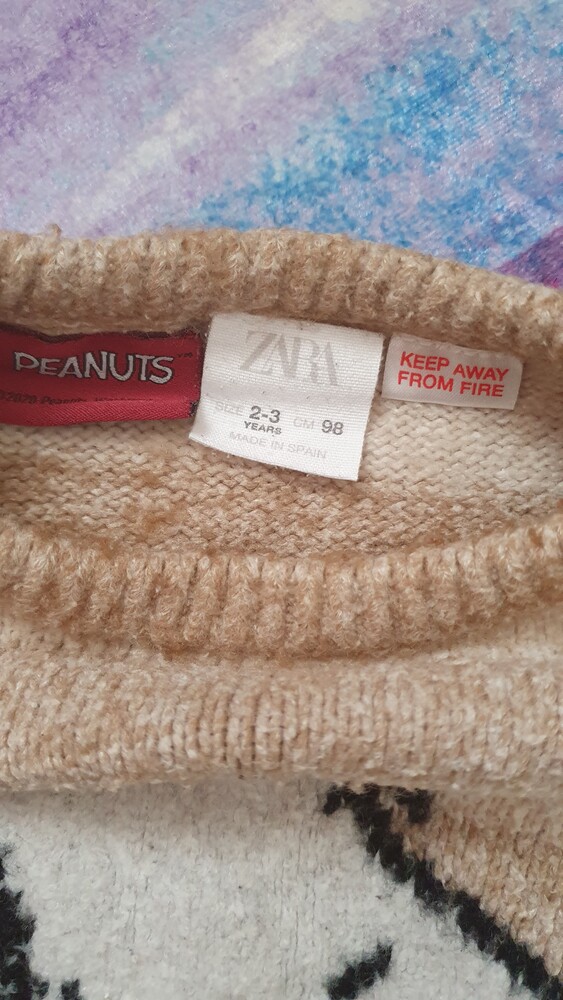 PEANUTS
ZARA
SIZE 2-3 CM 98
YEARS
MADE IN SPAIN
KEEP AWAY
FROM FIRE